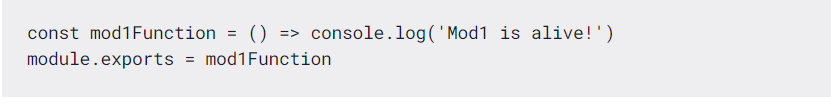 const mod1Function = () => console.log('Mod1 is alive!')
module.exports = mod1Function